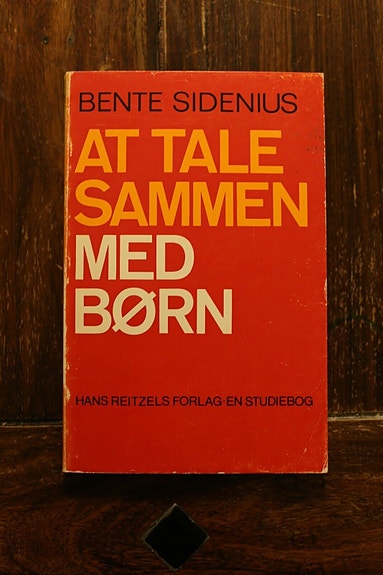 BENTE SIDENIUS
AT TALE
SAMMEN
MED
BØRN
HANS REITZELS FORLAG·EN STUDIEBOG